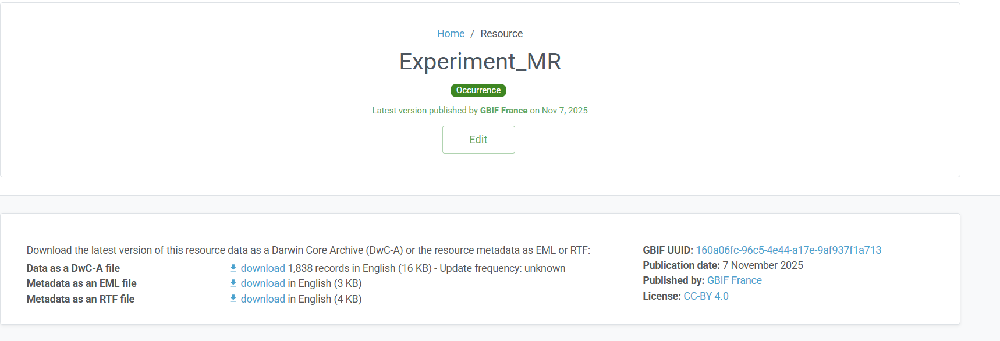 Home / Resource
Experiment_MR
Occurrence
Latest version published by GBIF France on Nov 7, 2025
Edit
Download the latest version of this resource data as a Darwin Core Archive (DwC-A) or the resource metadata as EML or RTF:
Data as a DwC-A file download 1,838 records in English (16 KB) - Update frequency: unknown
Metadata as an EML file download in English (3 KB)
Metadata as an RTF file download in English (4 KB)
GBIF UUID: 160a06fc-96c5-4e44-a17e-9af937f1a713
Publication date: 7 November 2025
Published by: GBIF France
License: CC-BY 4.0